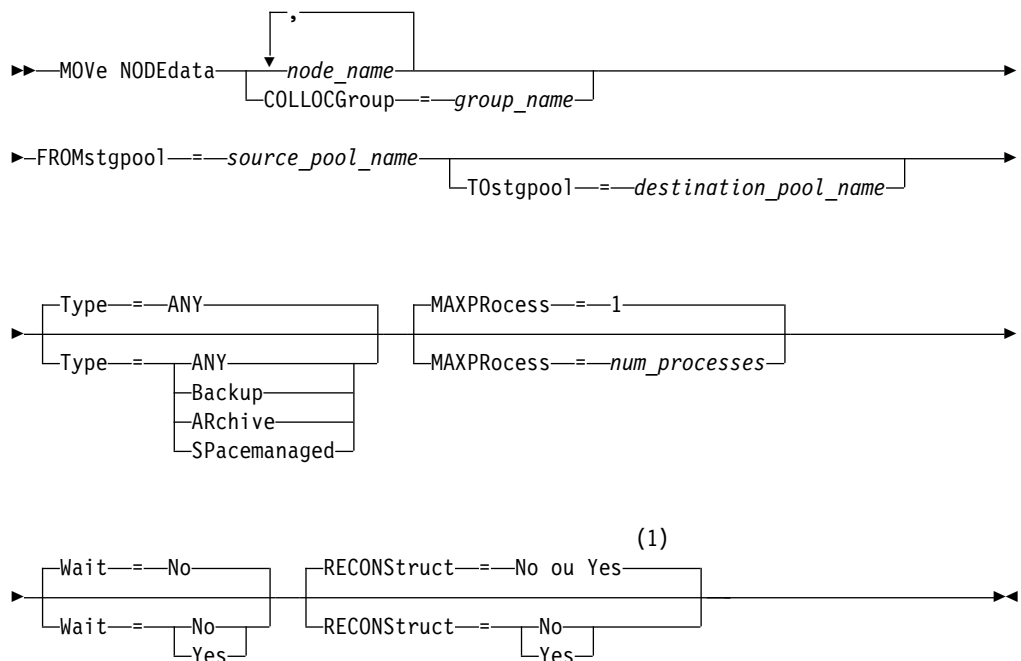 ,
MOVe NODEdata node_name
COLLOCGroup = group_name
FROMstgpool = source_pool_name
TOstgpool = destination_pool_name
Type = ANY MAXPRocess = 1
Type = ANY MAXPRocess = num_processes
Backup
ARchive
SPacemanaged
(1)
Wait = No RECONStruct = No ou Yes
Wait = No RECONStruct = No
Yes Yes